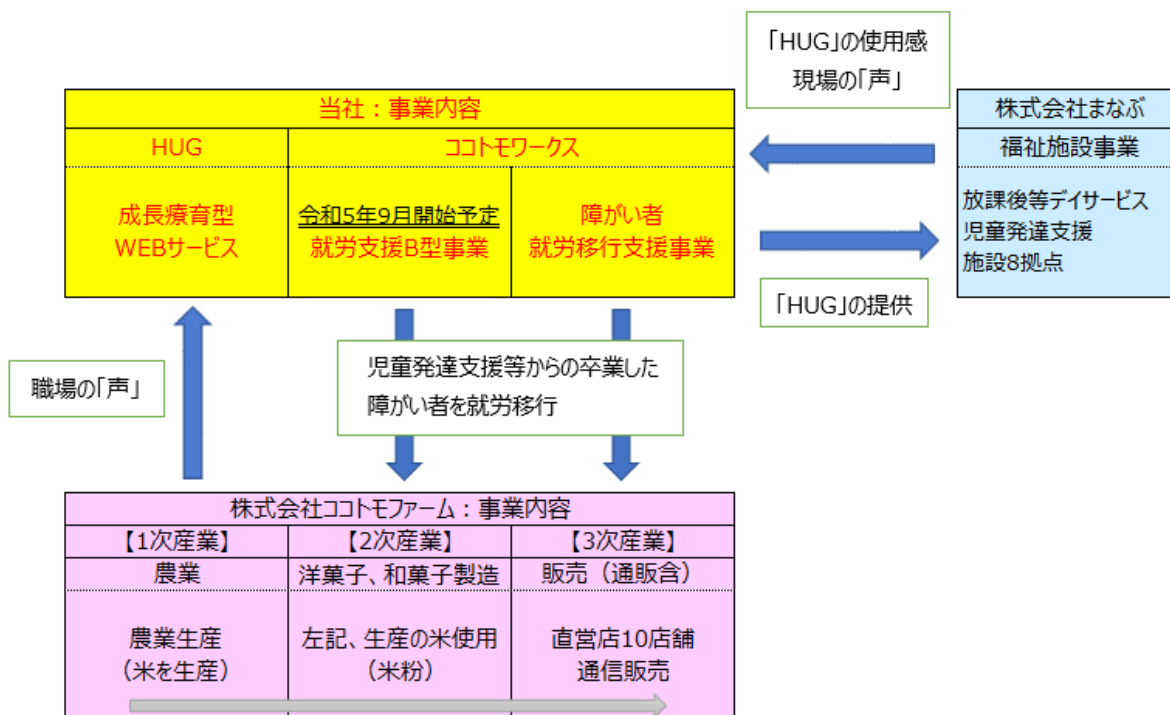 「HUG」の使用感
現場の「声」
当社：事業内容
HUG
ココトモワークス
成長療育型
WEBサービス
令和5年9月開始予定
就労支援B型事業
障がい者
就労移行支援事業
株式会社まなぶ
福祉施設事業
放課後等デイサービス
児童発達支援
施設8拠点
「HUG」の提供
職場の「声」
児童発達支援等からの卒業した
障がい者を就労移行
株式会社ココトモファーム：事業内容
【1次産業】
【2次産業】
【3次産業】
農業
洋菓子、和菓子製造
販売（通販含）
農業生産
（米を生産）
左記、生産の米使用
（米粉）
直営店10店舗
通信販売